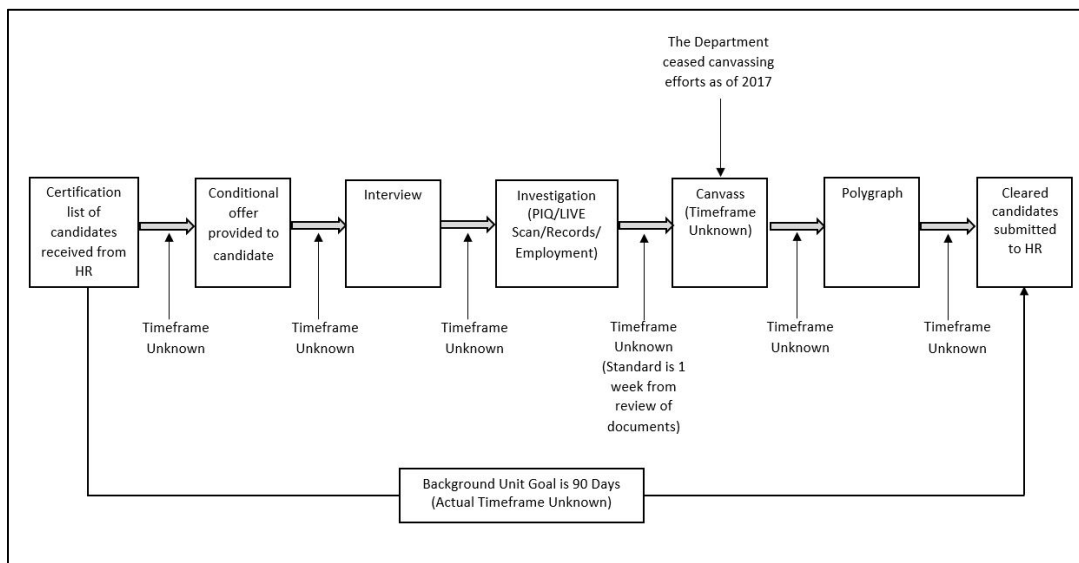 The Department
ceased canvassing
efforts as of 2017
Certification
list of
candidates
received from
HR
Conditional
offer
provided to
candidate
Interview
Investigation
(PIQ/LIVE
Scan/Records/
Employment)
Canvass
(Timeframe
Unknown)
Polygraph
Cleared
candidates
submitted
to HR
Timeframe
Unknown
Timeframe
Unknown
Timeframe
Unknown
Timeframe
Unknown
(Standard is 1
week from
review of
documents)
Timeframe
Unknown
Timeframe
Unknown
Background Unit Goal is 90 Days
(Actual Timeframe Unknown)